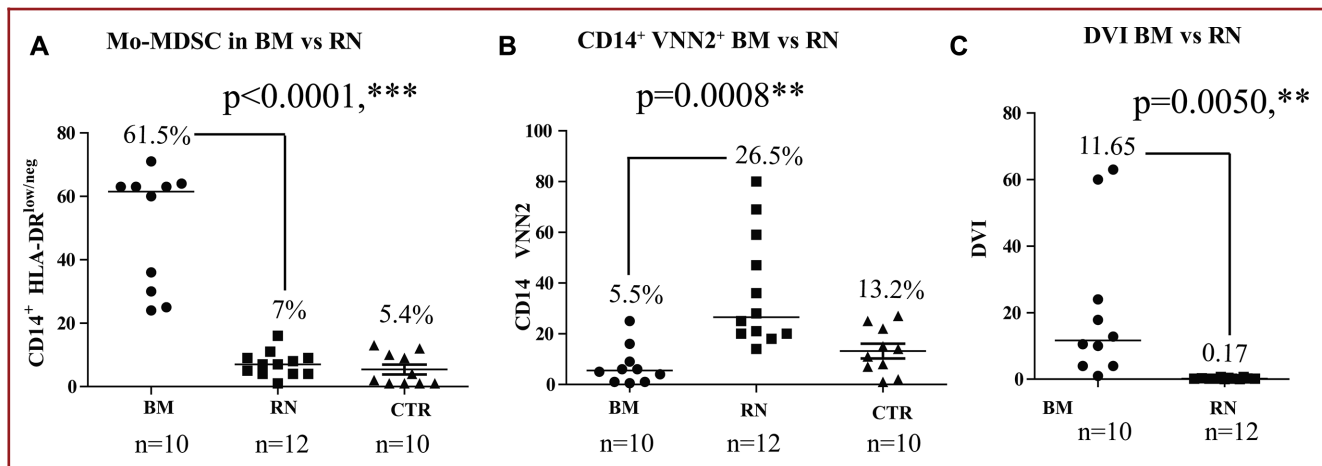 A
Mo-MDSC in BM vs RN
p<0.0001,***
61.5%
80
60
40
20
0
CD14+ HLA-DRlow/neg
7%
5.4%
BM
RN
CTR
n=10
n=12
n=10
B
CD14+ VNN2+ BM vs RN
p=0.0008**
100
80
60
40
20
0
CD14 VNN2
26.5%
5.5%
13.2%
BM
RN
CTR
n=10
n=12
n=10
C
DVI BM vs RN
p=0.0050,**
80
60
40
20
0
DVI
11.65
0.17
BM
RN
n=10
n=12